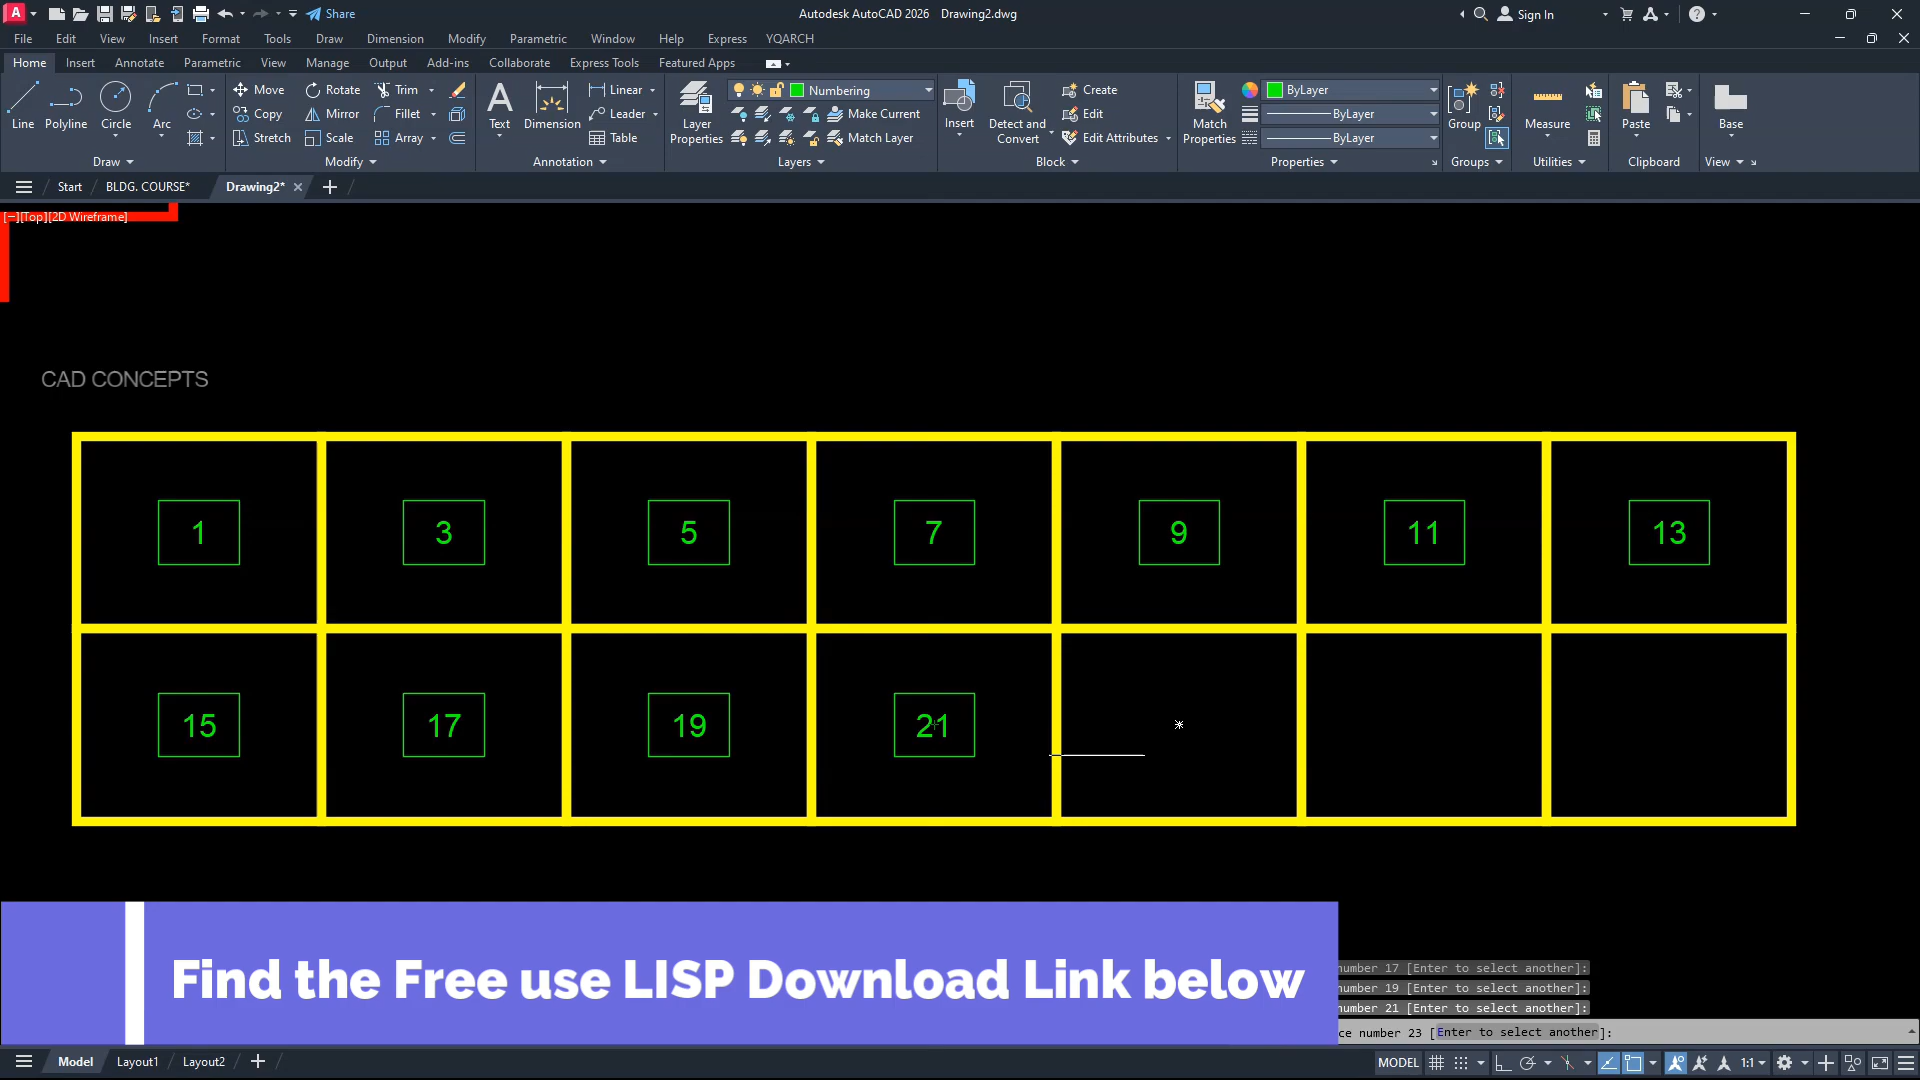 Share
Autodesk AutoCAD 2026 Drawing2.dwg
Sign In
File Edit View Insert Format Tools Draw Dimension Modify Parametric Window Help Express YQARCH
Home Insert Annotate Parametric View Manage Output Add-ins Collaborate Express Tools Featured Apps
Line Polyline Circle Arc
Draw
Move Rotate Trim
Copy Mirror Fillet
Stretch Scale Array
Modify
Text Dimension
Linear
Leader
Table
Annotation
Layer Properties
Numbering
Make Current
Match Layer
Layers
Insert
Detect and Convert
Create
Edit
Edit Attributes
Block
Match Properties
ByLayer
ByLayer
ByLayer
Properties
Group
Groups
Measure
Utilities
Paste
Clipboard
Base
View
Start BLDG. COURSE* Drawing2*
[−][Top][2D Wireframe]
CAD CONCEPTS
1 3 5 7 9 11 13
15 17 19 21
Find the Free use LISP Download Link below
number 17 [Enter to select another]:
number 19 [Enter to select another]:
number 21 [Enter to select another]:
ce number 23 [Enter to select another]:
Model Layout1 Layout2
MODEL 1:1